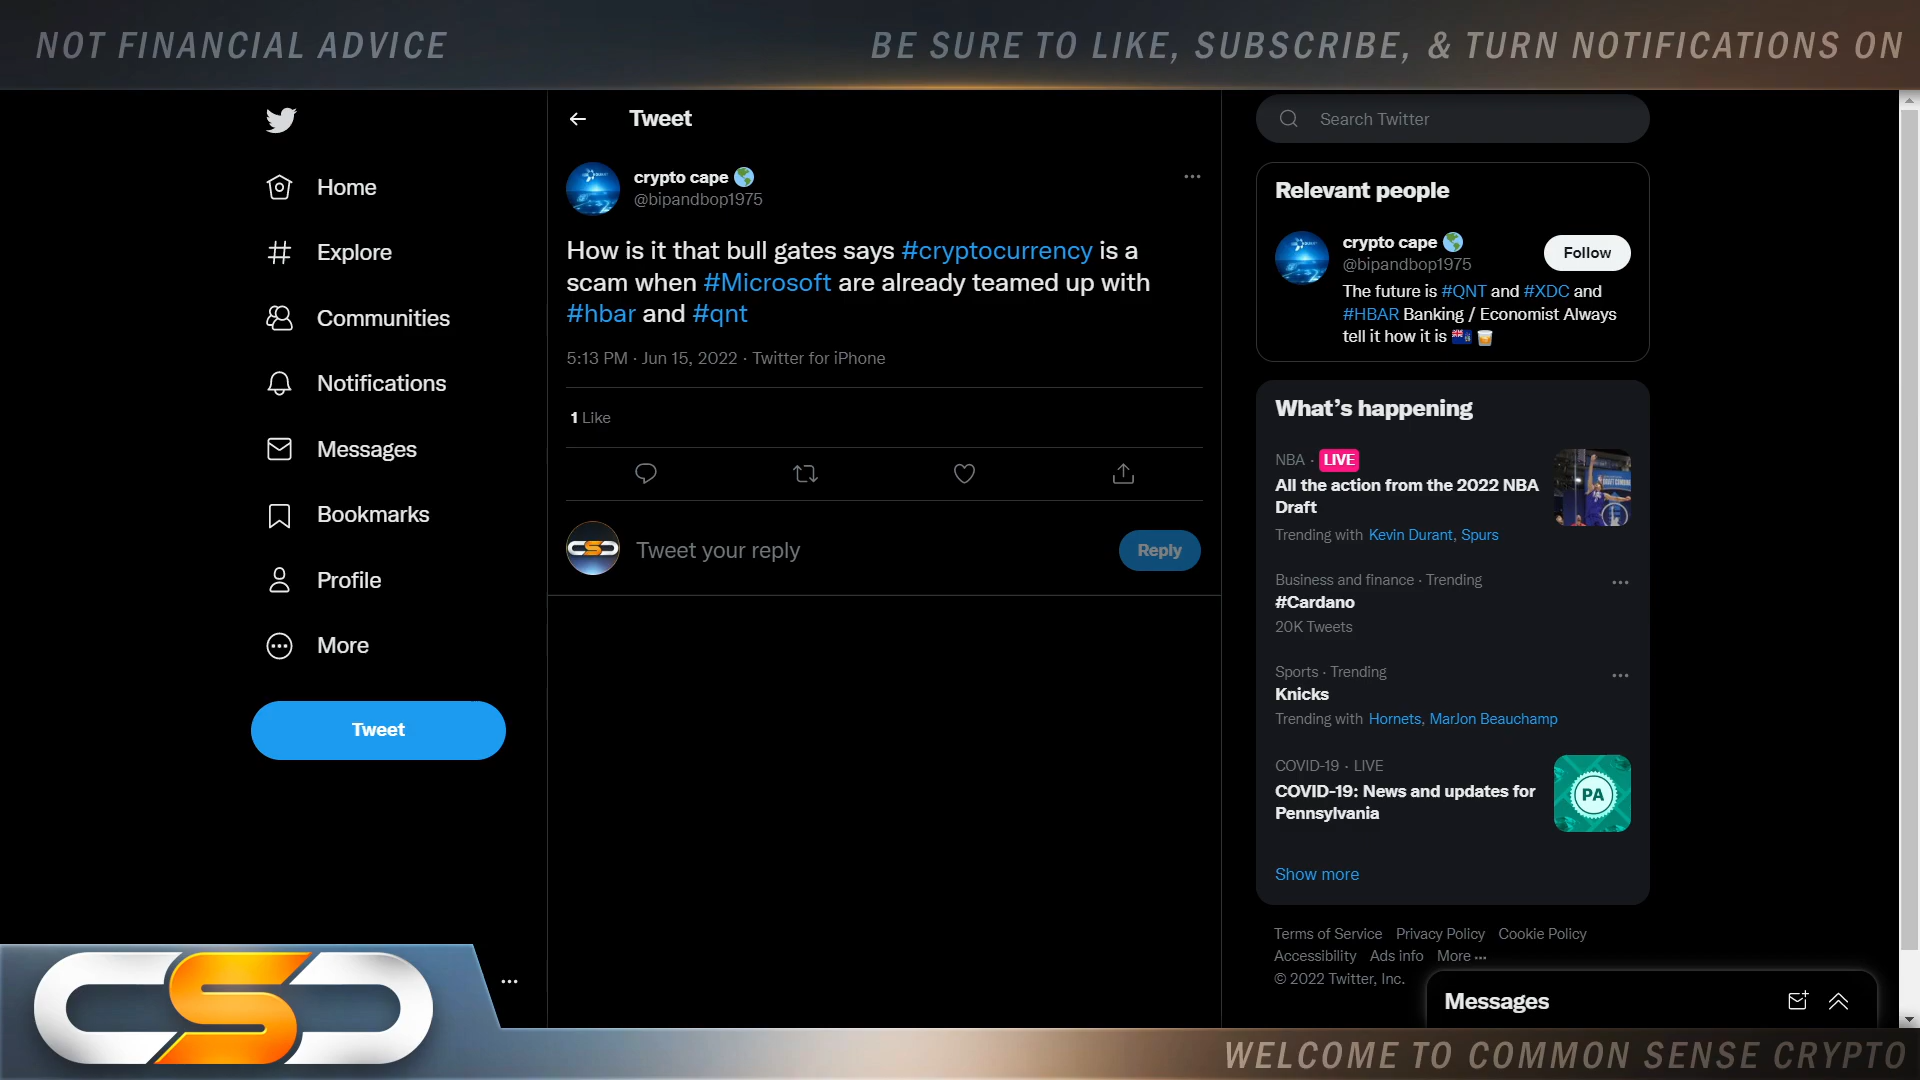 NOT FINANCIAL ADVICE
BE SURE TO LIKE, SUBSCRIBE, & TURN NOTIFICATIONS ON
Home
Explore
Communities
Notifications
Messages
Bookmarks
Profile
More
Tweet
Tweet
crypto cape
@bipandbop1975
How is it that bull gates says #cryptocurrency is a
scam when #Microsoft are already teamed up with
#hbar and #qnt
5:13 PM · Jun 15, 2022 · Twitter for iPhone
1 Like
CSC
Tweet your reply
Reply
Search Twitter
Relevant people
crypto cape
@bipandbop1975
Follow
The future is #QNT and #XDC and
#HBAR Banking / Economist Always
tell it how it is
What's happening
NBA · LIVE
All the action from the 2022 NBA
Draft
Trending with Kevin Durant, Spurs
Business and finance · Trending
#Cardano
20K Tweets
Sports · Trending
Knicks
Trending with Hornets, MarJon Beauchamp
COVID-19 · LIVE
COVID-19: News and updates for
Pennsylvania
PA
Show more
Terms of Service Privacy Policy Cookie Policy
Accessibility Ads info More ...
© 2022 Twitter, Inc.
Messages
CSC
WELCOME TO COMMON SENSE CRYPTO